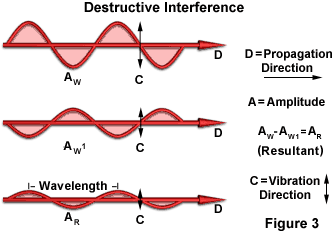 Destructive Interference
A_W
C
D
A_W1
C
D
|– Wavelength –|
A_R
C
D
D=Propagation
Direction
A=Amplitude
A_W-A_W1=A_R
(Resultant)
C=Vibration
Direction
Figure 3